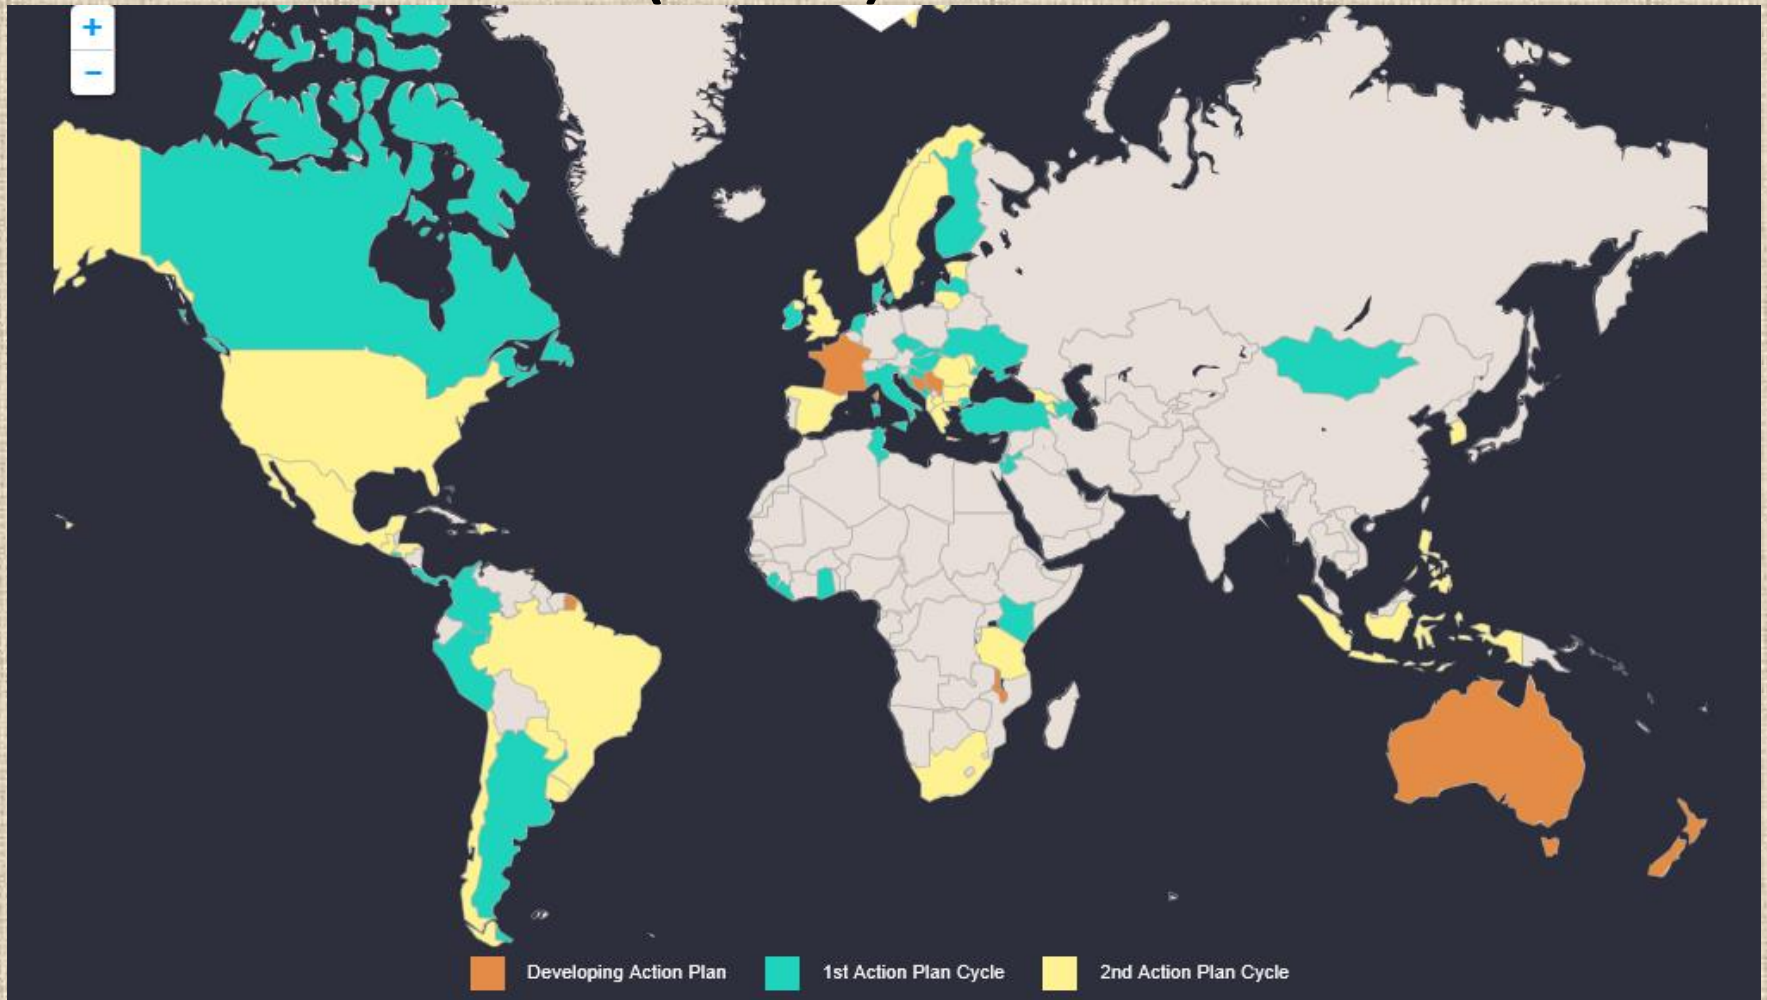 +
−
Developing Action Plan
1st Action Plan Cycle
2nd Action Plan Cycle